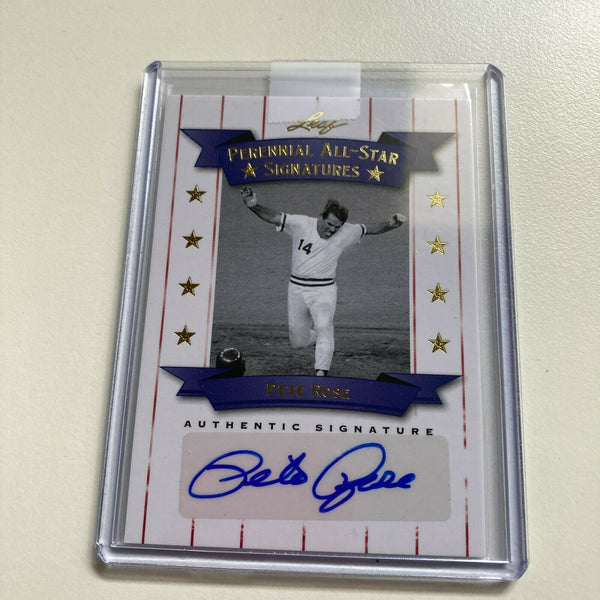 Leaf
PERENNIAL ALL-STAR
SIGNATURES
14
PETE ROSE
AUTHENTIC SIGNATURE
Pete Rose